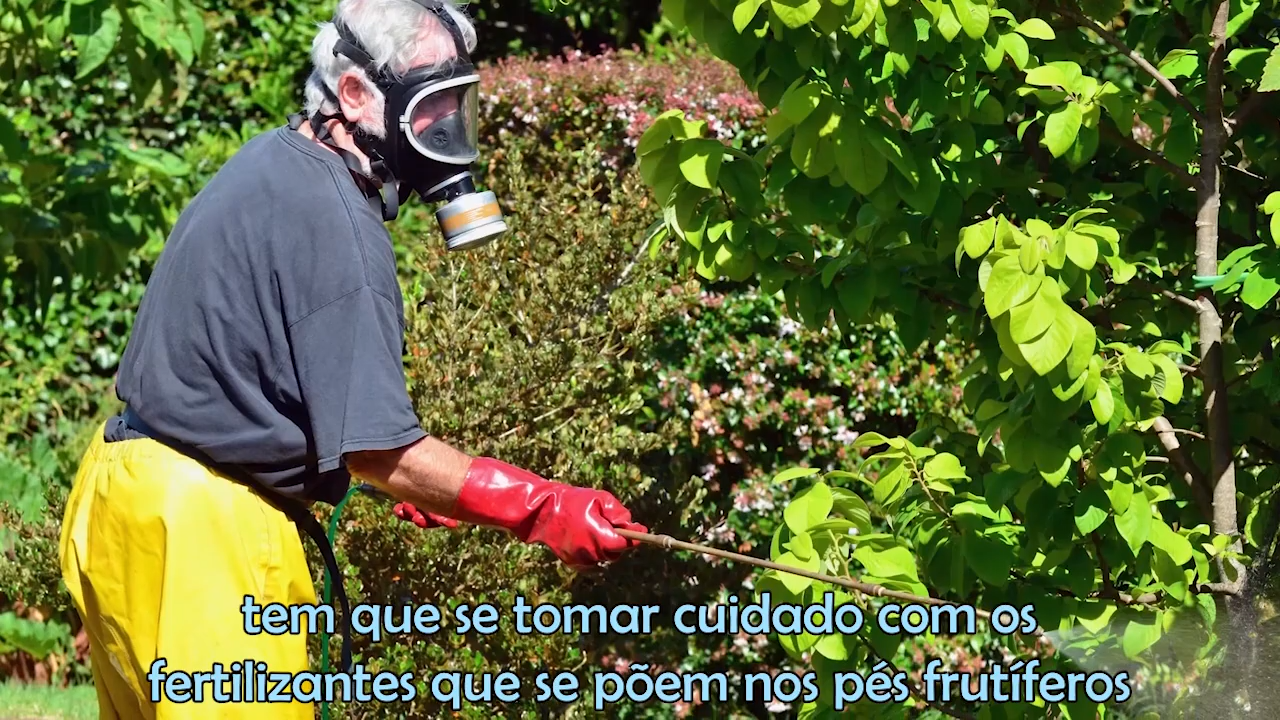 tem que se tomar cuidado com os
fertilizantes que se põem nos pés frutíferos